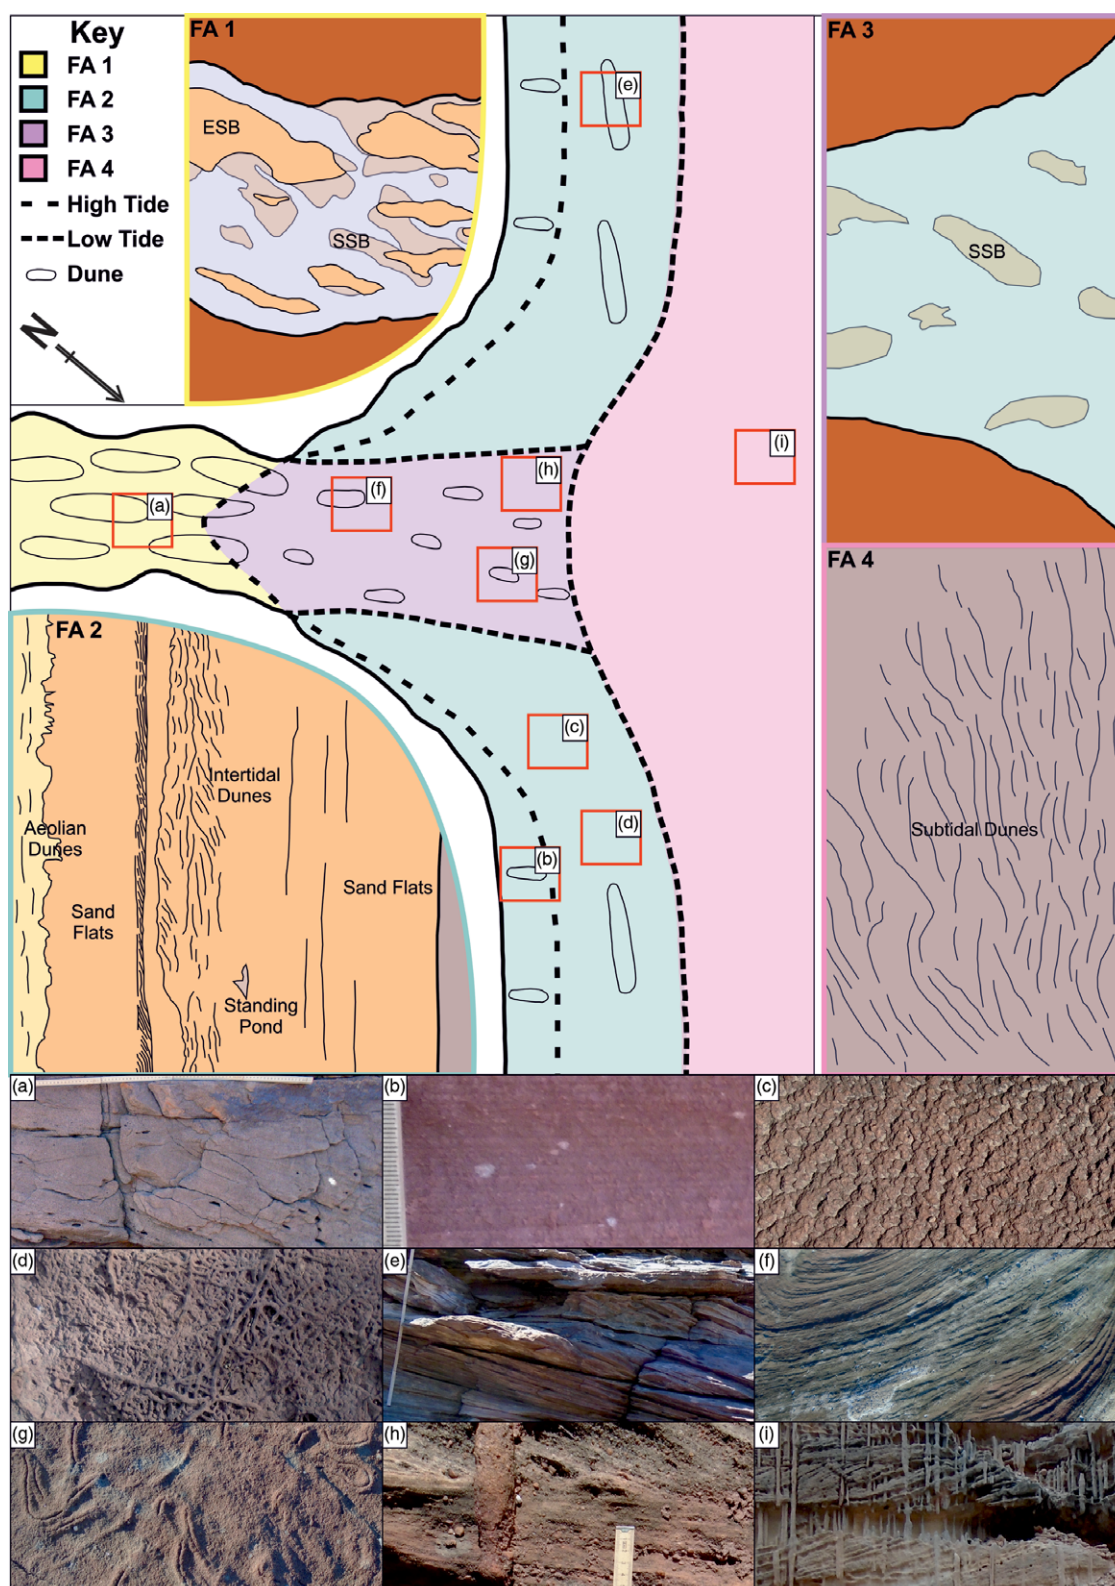 Key
FA 1
FA 2
FA 3
FA 4
High Tide
Low Tide
Dune
N
FA 1
ESB
SSB
FA 3
SSB
(e)
(i)
(h)
(f)
(a)
(g)
(c)
(d)
(b)
FA 2
Intertidal
Dunes
Aeolian
Dunes
Sand Flats
Sand
Flats
Standing
Pond
FA 4
Subtidal Dunes
(a)
(b)
(c)
(d)
(e)
(f)
(g)
(h)
(i)